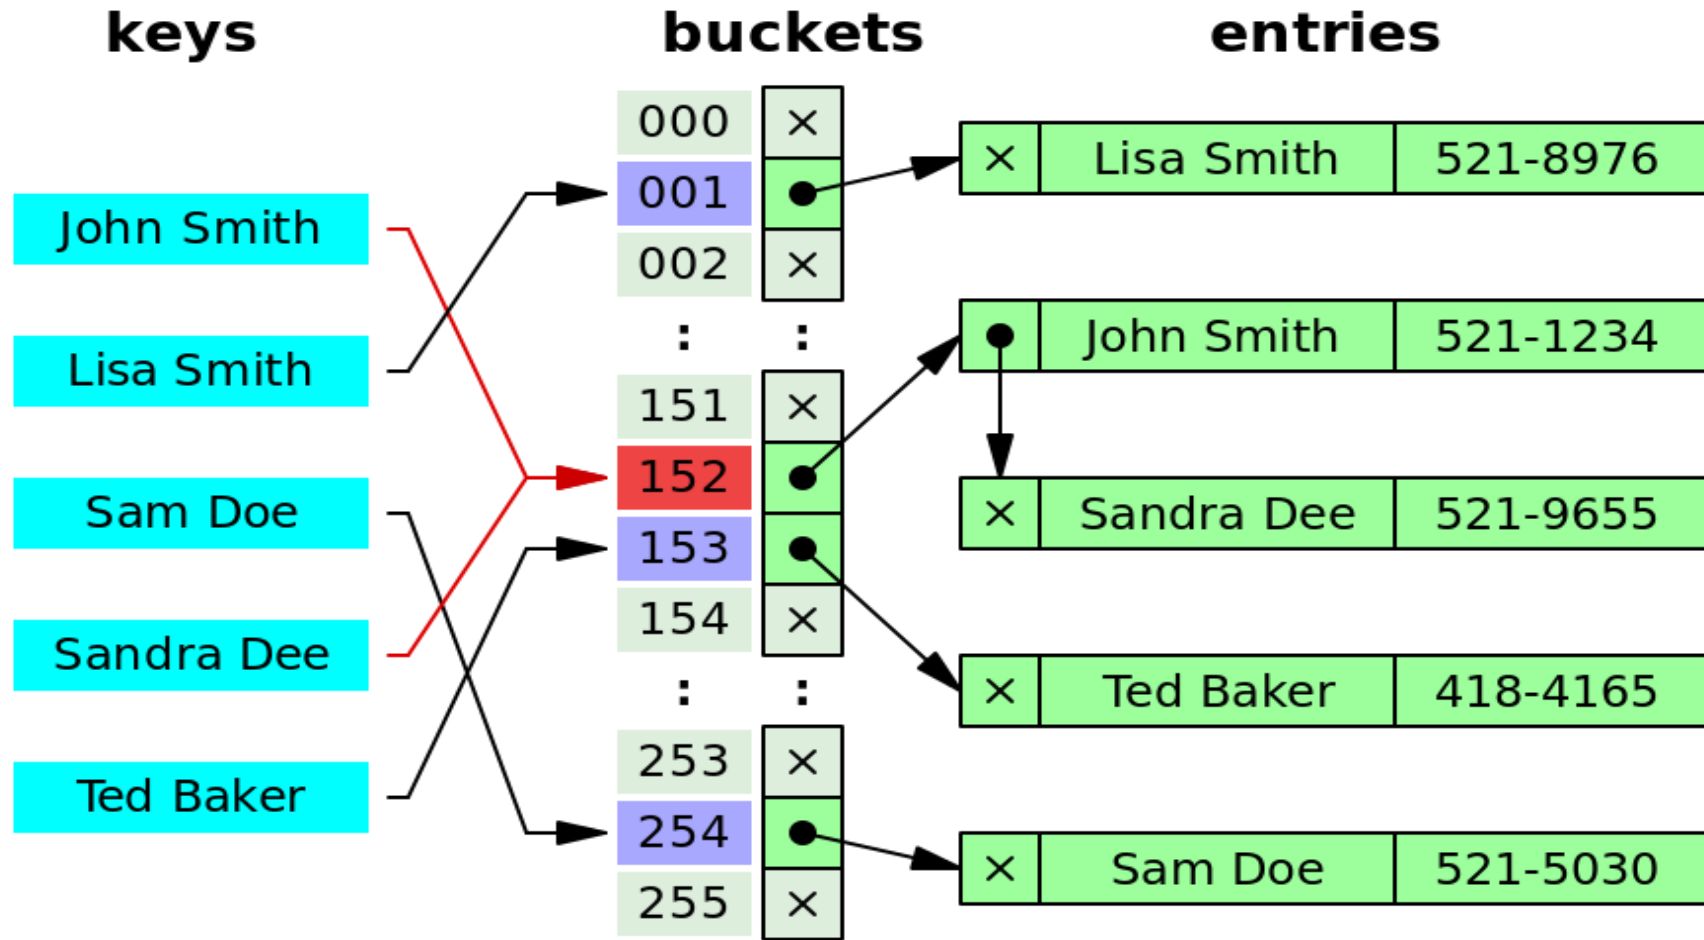 keys
buckets
entries
John Smith
Lisa Smith
Sam Doe
Sandra Dee
Ted Baker
000
001
002
:
151
152
153
154
:
253
254
255
×
×
:
×
×
:
×
×
× Lisa Smith 521-8976
John Smith 521-1234
× Sandra Dee 521-9655
× Ted Baker 418-4165
× Sam Doe 521-5030